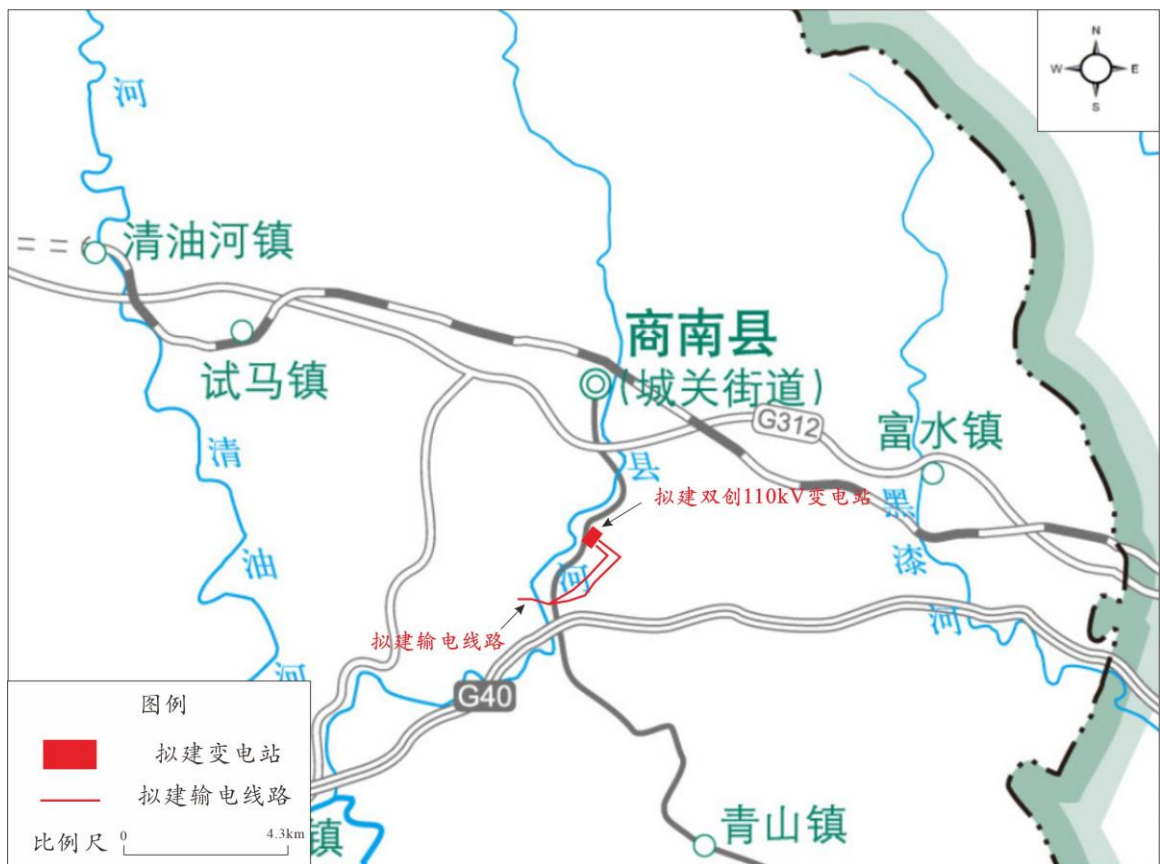 N
W
E
S
河
清油河镇
试马镇
商南县
(城关街道)
G312
富水镇
清
油
河
县
河
黑
漆
河
拟建双创110kV变电站
拟建输电线路
G40
青山镇
镇
图例
拟建变电站
拟建输电线路
比例尺
0
4.3km